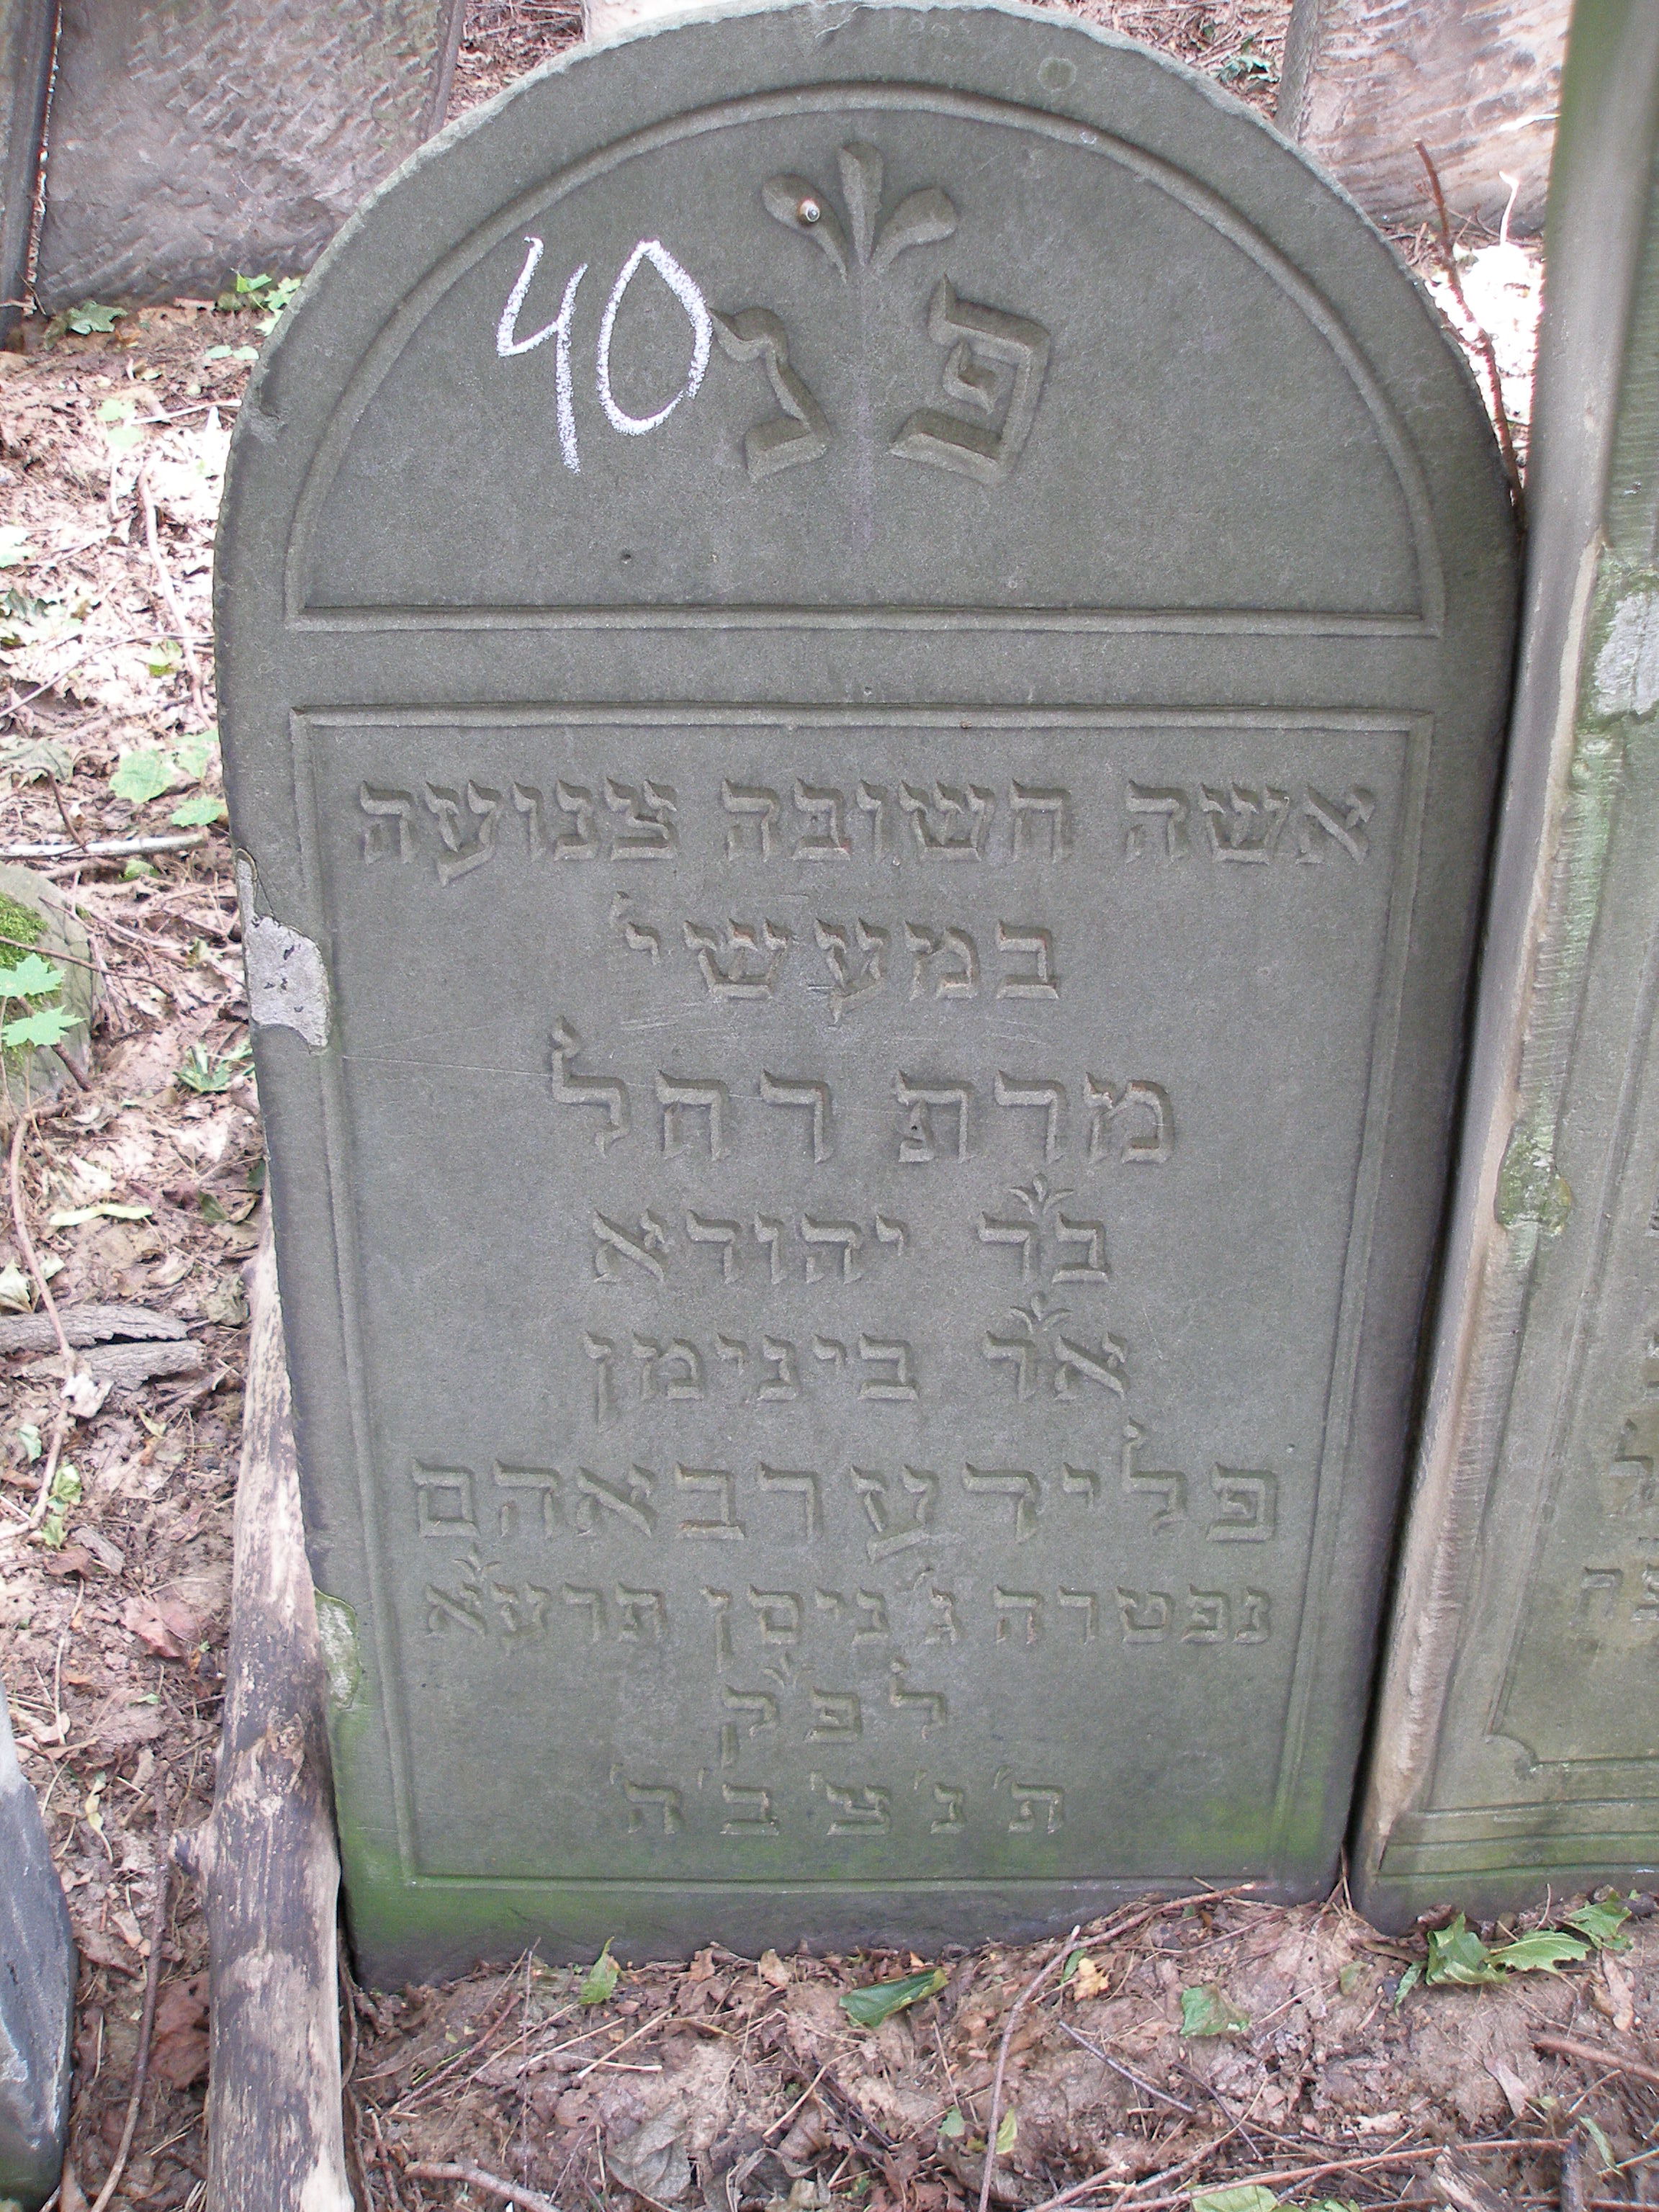 40
פ נ
אשה חשובה צנועה
במעשי'
מרת רחל
בר יהודא
אר בינימן
פלידערבאהם
נפטרה ג' ניסן תרעא
לפק
ת' נ' צ' ב' ה'